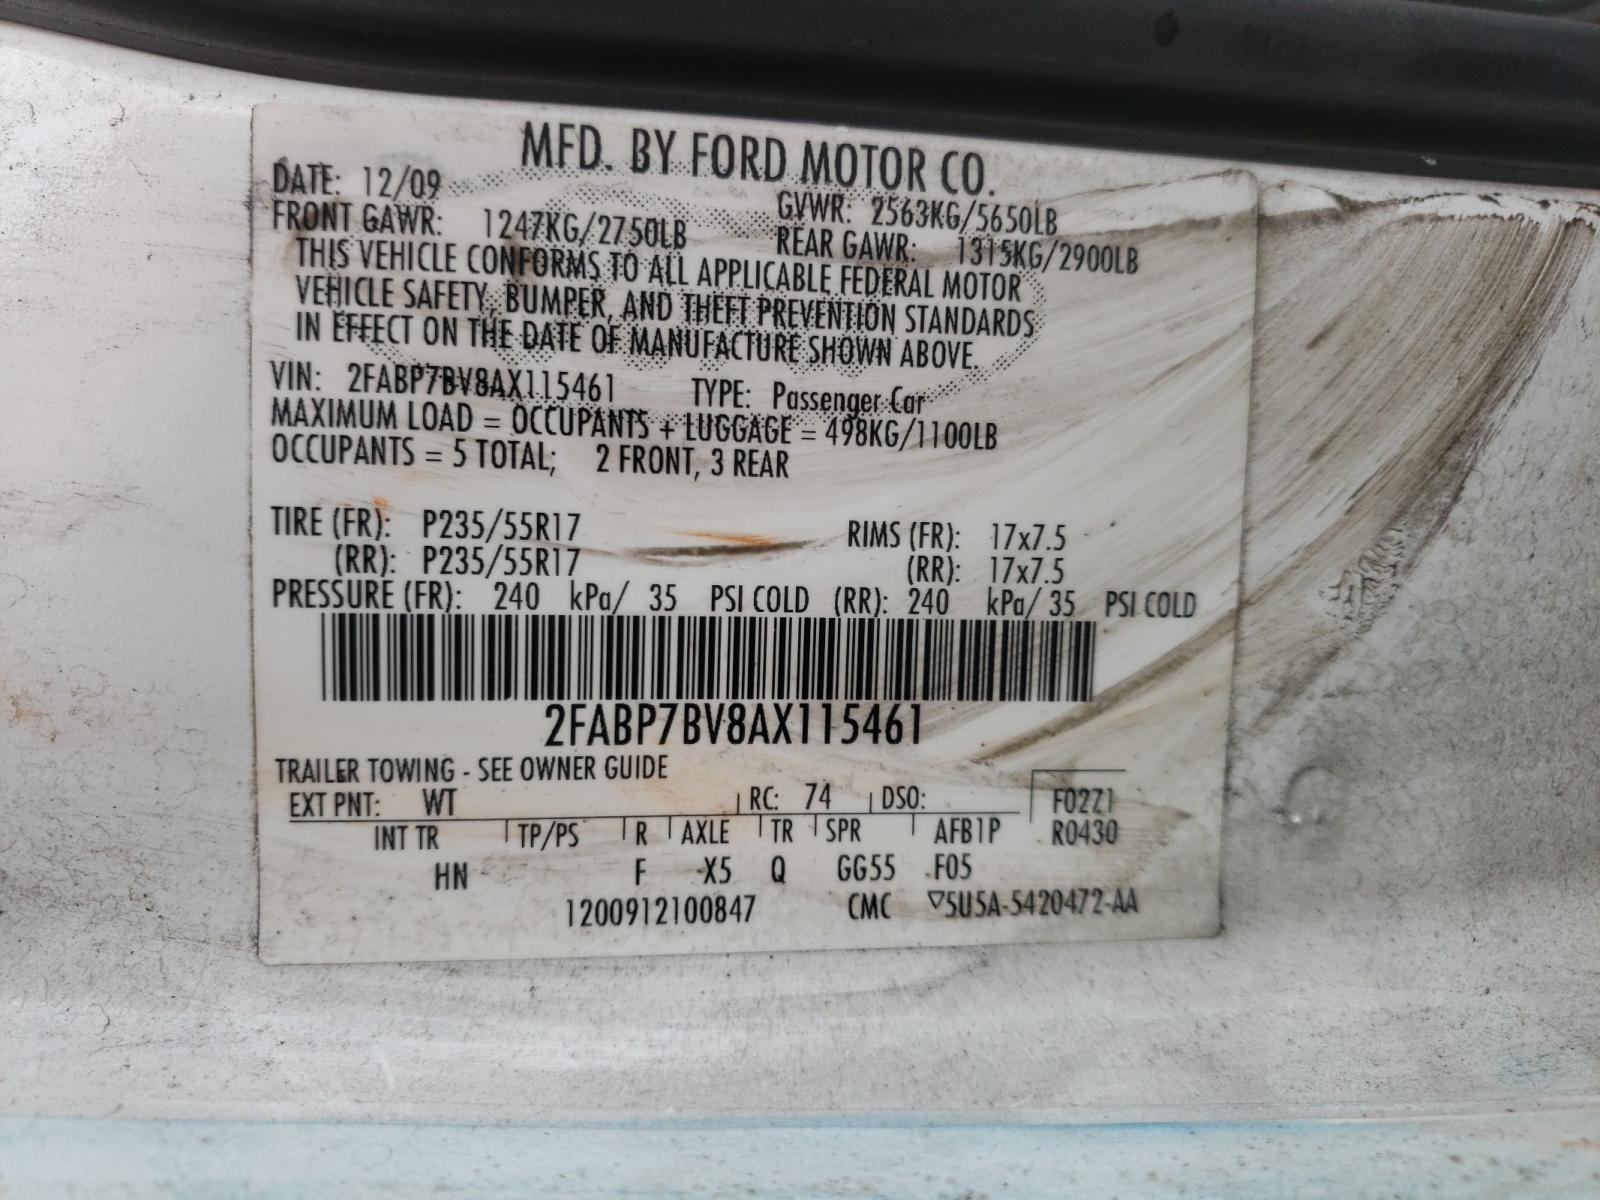 MFD. BY FORD MOTOR CO.
DATE: 12/09 GVWR: 2563KG/5650LB
FRONT GAWR: 1247KG/2750LB REAR GAWR: 1315KG/2900LB
THIS VEHICLE CONFORMS TO ALL APPLICABLE FEDERAL MOTOR
VEHICLE SAFETY, BUMPER, AND THEFT PREVENTION STANDARDS
IN EFFECT ON THE DATE OF MANUFACTURE SHOWN ABOVE.
VIN: 2FABP7BV8AX115461 TYPE: Passenger Car
MAXIMUM LOAD = OCCUPANTS + LUGGAGE = 498KG/1100LB
OCCUPANTS = 5 TOTAL; 2 FRONT, 3 REAR
TIRE (FR): P235/55R17 RIMS (FR): 17x7.5
(RR): P235/55R17 (RR): 17x7.5
PRESSURE (FR): 240 kPa/ 35 PSI COLD (RR): 240 kPa/ 35 PSI COLD
2FABP7BV8AX115461
TRAILER TOWING - SEE OWNER GUIDE
EXT PNT: WT RC: 74 DSO: F02Z1
INT TR TP/PS R AXLE TR SPR AFB1P R0430
HN F X5 Q GG55 F05
1200912100847 CMC ▽5U5A-5420472-AA